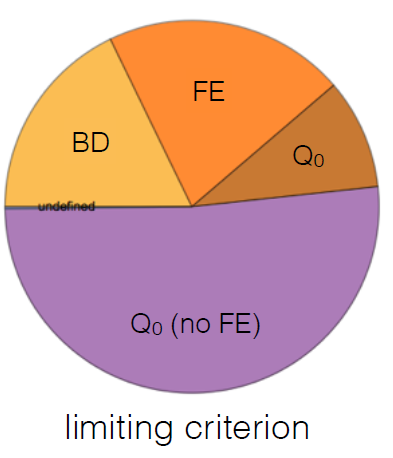 FE
BD
Q₀
undefined
Q₀ (no FE)
limiting criterion